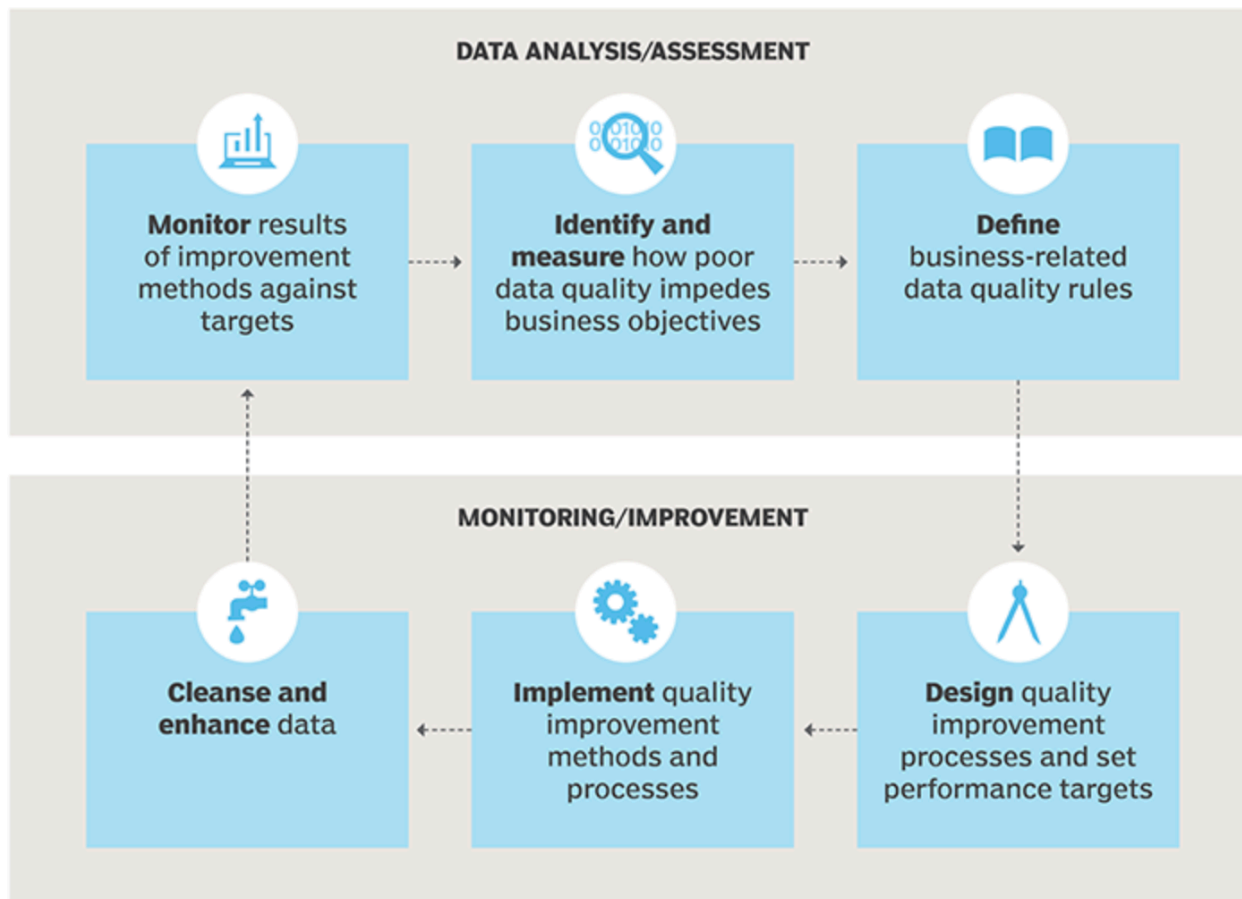 DATA ANALYSIS/ASSESSMENT
Monitor results
of improvement
methods against
targets
0101010
0101010
Identify and
measure how poor
data quality impedes
business objectives
Define
business-related
data quality rules
MONITORING/IMPROVEMENT
Cleanse and
enhance data
Implement quality
improvement
methods and
processes
Design quality
improvement
processes and set
performance targets